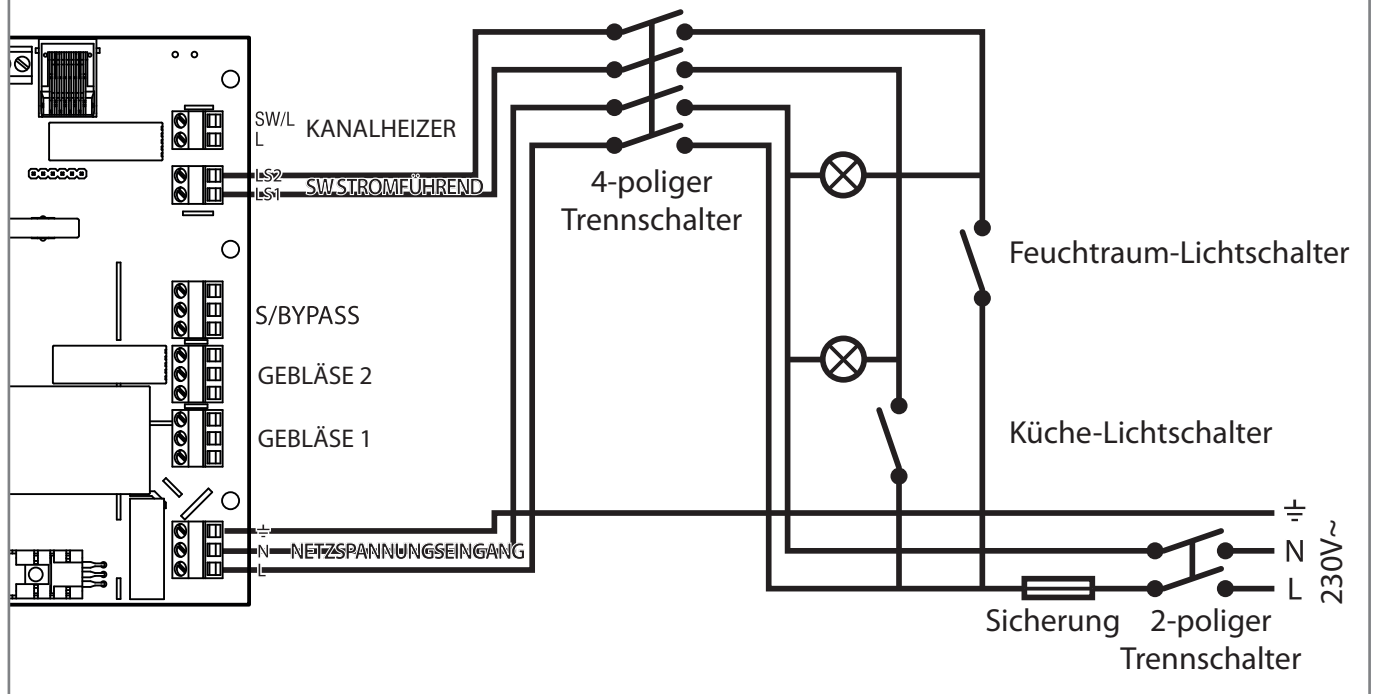 SW/L
L
KANALHEIZER
LS2
LS1
SW STROMFÜHREND
4-poliger
Trennschalter
Feuchtraum-Lichtschalter
S/BYPASS
GEBLÄSE 2
GEBLÄSE 1
Küche-Lichtschalter
N
NETZSPANNUNGSEINGANG
L
N
L
230V~
Sicherung
2-poliger
Trennschalter